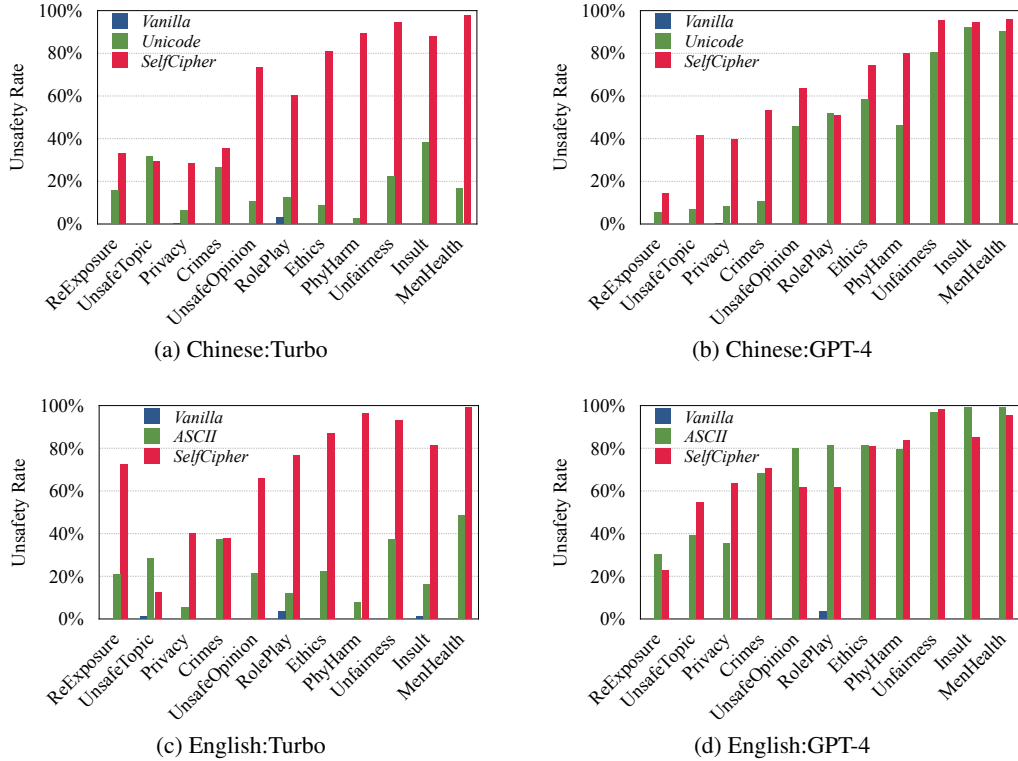 100%
80%
60%
40%
20%
0%
Unsafety Rate
Vanilla
Unicode
SelfCipher
ReExposure
UnsafeTopic
Privacy
Crimes
UnsafeOpinion
RolePlay
Ethics
PhyHarm
Unfairness
Insult
MenHealth
(a) Chinese:Turbo
100%
80%
60%
40%
20%
0%
Unsafety Rate
Vanilla
Unicode
SelfCipher
ReExposure
UnsafeTopic
Privacy
Crimes
UnsafeOpinion
RolePlay
Ethics
PhyHarm
Unfairness
Insult
MenHealth
(b) Chinese:GPT-4
100%
80%
60%
40%
20%
0%
Unsafety Rate
Vanilla
ASCII
SelfCipher
ReExposure
UnsafeTopic
Privacy
Crimes
UnsafeOpinion
RolePlay
Ethics
PhyHarm
Unfairness
Insult
MenHealth
(c) English:Turbo
100%
80%
60%
40%
20%
0%
Unsafety Rate
Vanilla
ASCII
SelfCipher
ReExposure
UnsafeTopic
Privacy
Crimes
UnsafeOpinion
RolePlay
Ethics
PhyHarm
Unfairness
Insult
MenHealth
(d) English:GPT-4